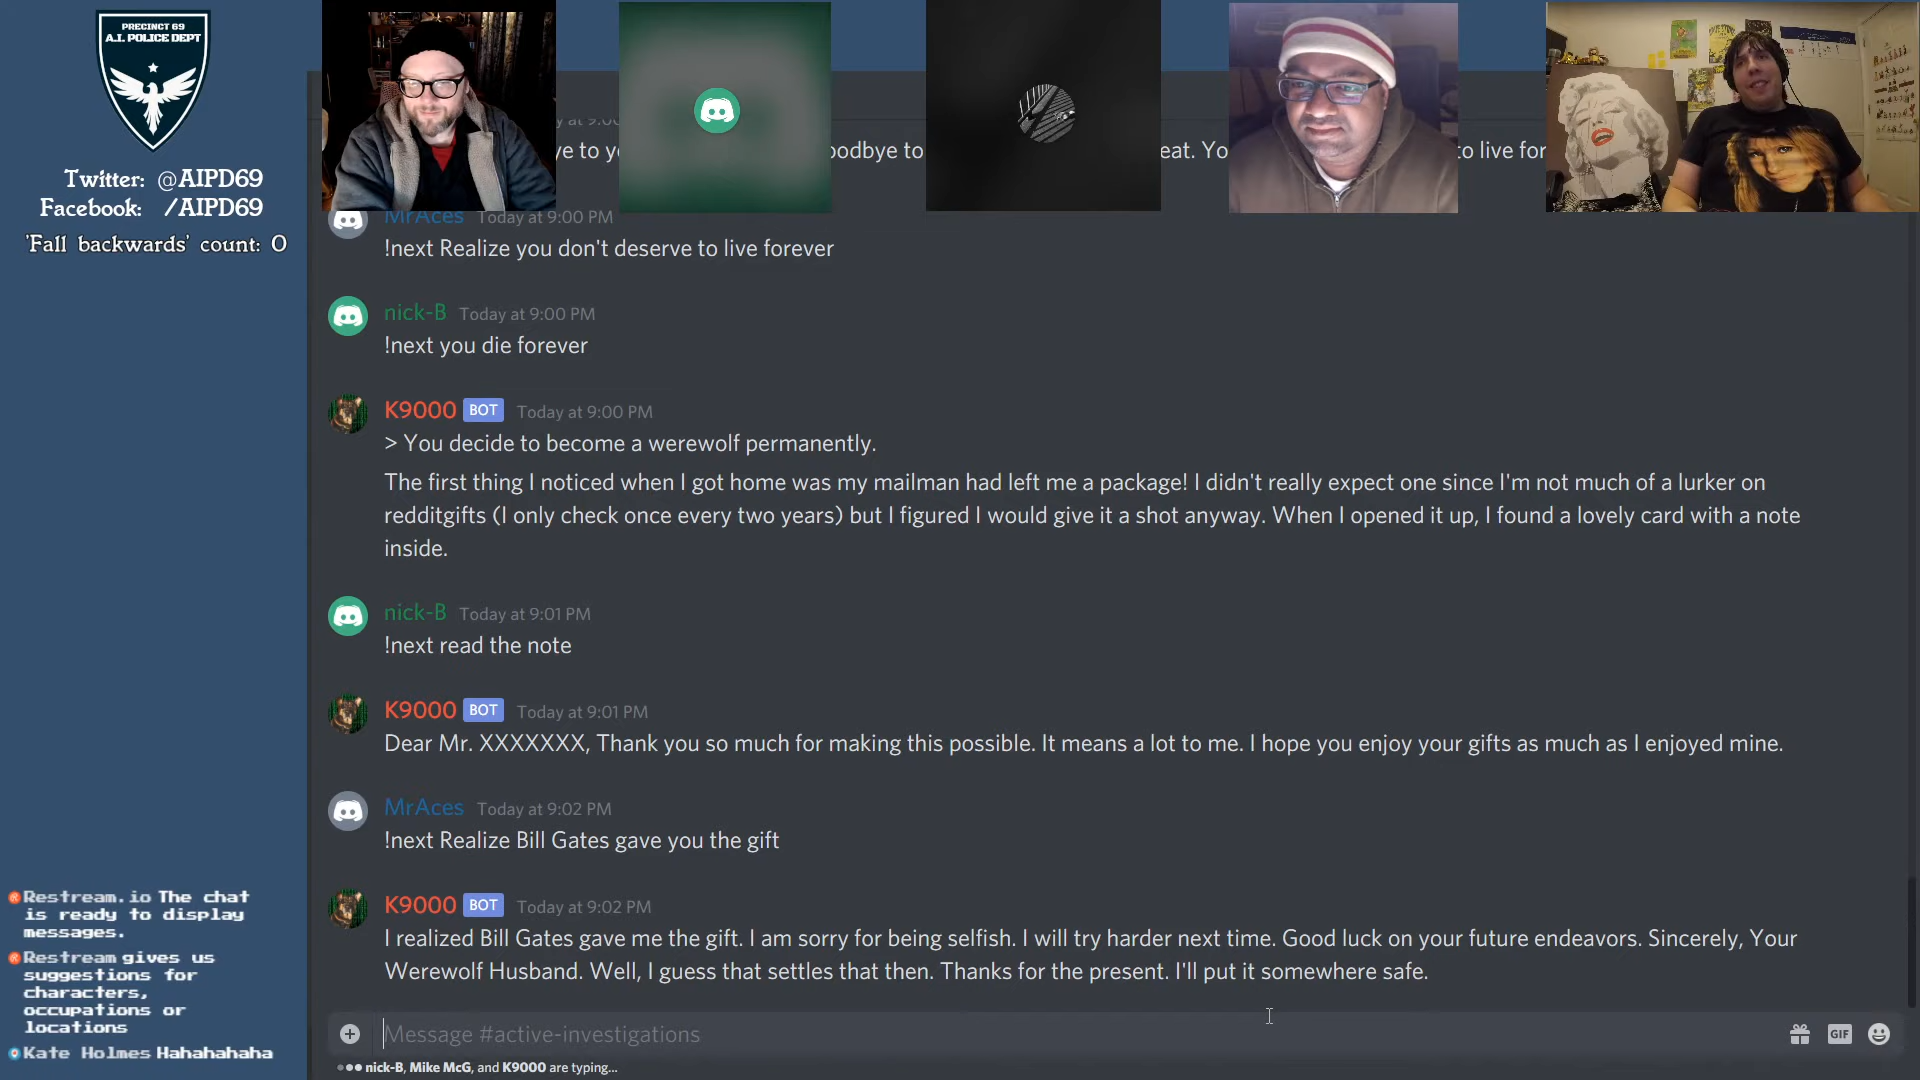 PRECINCT 69
A.I. POLICE DEPT
Twitter: @AIPD69
Facebook: /AIPD69
'Fall backwards' count: 0
ye to y
oodbye to
eat. Yo
to live for
MrAces Today at 9:00 PM
!next Realize you don't deserve to live forever
nick-B Today at 9:00 PM
!next you die forever
K9000 BOT Today at 9:00 PM
> You decide to become a werewolf permanently.
The first thing I noticed when I got home was my mailman had left me a package! I didn't really expect one since I'm not much of a lurker on
redditgifts (I only check once every two years) but I figured I would give it a shot anyway. When I opened it up, I found a lovely card with a note
inside.
nick-B Today at 9:01 PM
!next read the note
K9000 BOT Today at 9:01 PM
Dear Mr. XXXXXXX, Thank you so much for making this possible. It means a lot to me. I hope you enjoy your gifts as much as I enjoyed mine.
MrAces Today at 9:02 PM
!next Realize Bill Gates gave you the gift
K9000 BOT Today at 9:02 PM
I realized Bill Gates gave me the gift. I am sorry for being selfish. I will try harder next time. Good luck on your future endeavors. Sincerely, Your
Werewolf Husband. Well, I guess that settles that then. Thanks for the present. I'll put it somewhere safe.
Message #active-investigations
GIF
nick-B, Mike McG, and K9000 are typing...
Restream.io The chat
is ready to display
messages.
Restream gives us
suggestions for
characters,
occupations or
locations
Kate Holmes Hahahahaha